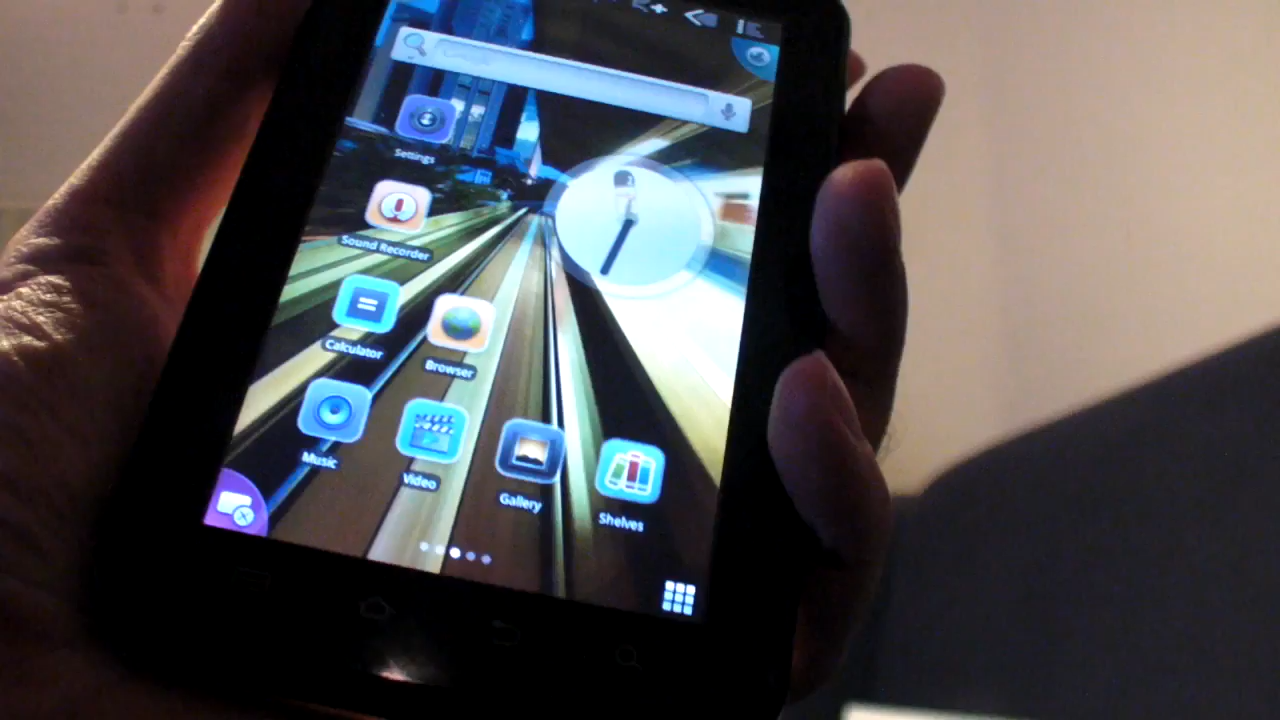 Settings
Sound Recorder
Calculator
Browser
Music
Video
Gallery
Shelves